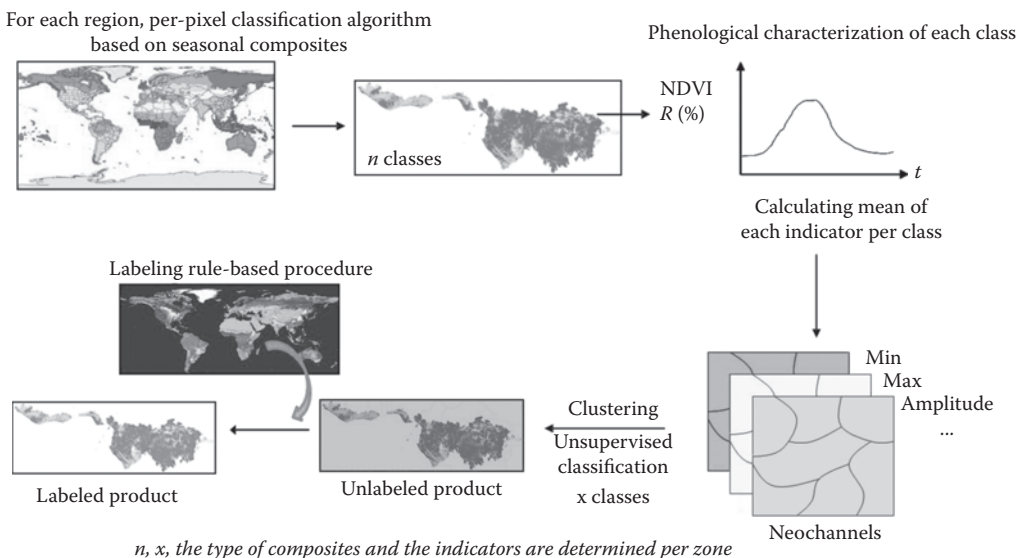 For each region, per-pixel classification algorithm
based on seasonal composites
Phenological characterization of each class
n classes
NDVI
R (%)
t
Calculating mean of
each indicator per class
Labeling rule-based procedure
Min
Max
Amplitude
...
Neochannels
Clustering
Unsupervised
classification
x classes
Unlabeled product
Labeled product
n, x, the type of composites and the indicators are determined per zone